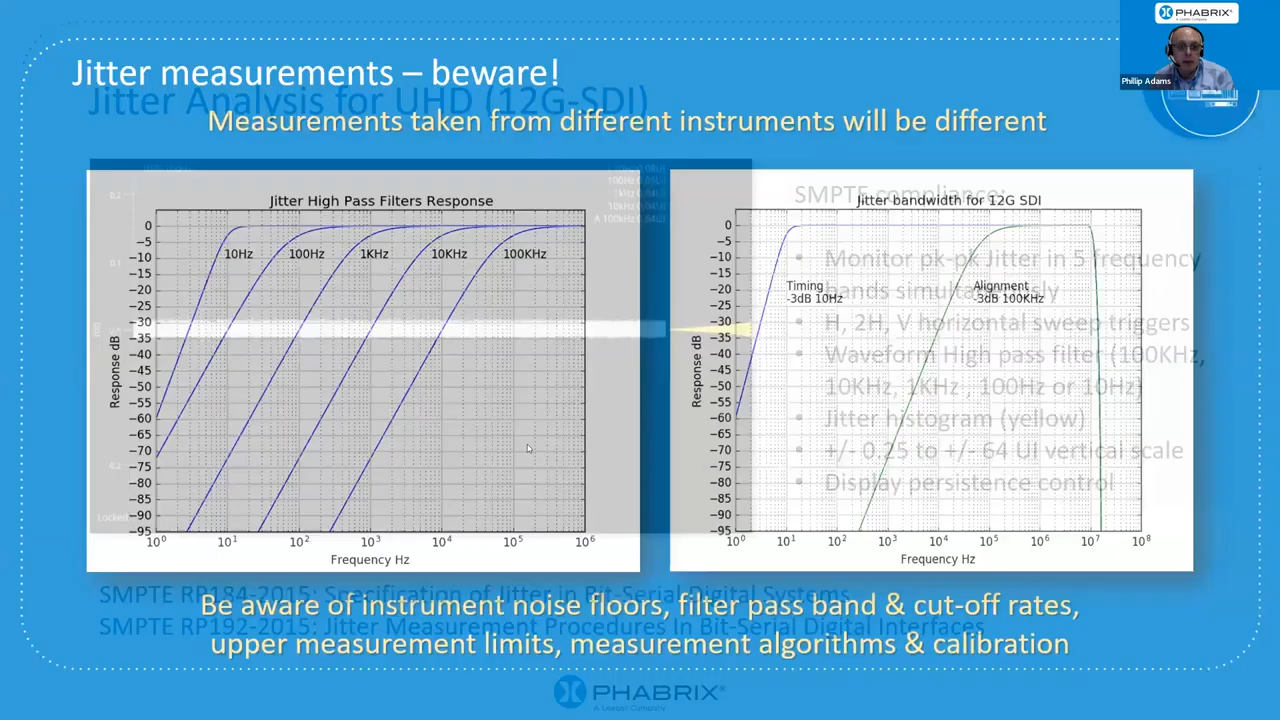 PHABRIX
A Leader Company
Phillip Adams
Jitter measurements – beware!
Jitter Analysis for UHD (12G-SDI)
Measurements taken from different instruments will be different
Jitter High Pass Filters Response
0
−5
−10
−15
−20
−25
−30
−35
−40
−45
−50
−55
−60
−65
−70
−75
−80
−85
−90
−95
Response dB
10Hz
100Hz
1KHz
10KHz
100KHz
10⁰
10¹
10²
10³
10⁴
10⁵
10⁶
Frequency Hz
0.2
0.1
0.2
Locked
SMPTE compliance:
Jitter bandwidth for 12G SDI
0
−5
−10
−15
−20
−25
−30
−35
−40
−45
−50
−55
−60
−65
−70
−75
−80
−85
−90
−95
Response dB
Timing
-3dB 10Hz
Alignment
-3dB 100KHz
10⁰
10¹
10²
10³
10⁴
10⁵
10⁶
10⁷
10⁸
Frequency Hz
• Monitor pk-pk Jitter in 5 frequency
bands simultaneously
• H, 2H, V horizontal sweep triggers
• Waveform High pass filter (100KHz,
10KHz, 1KHz , 100Hz or 10Hz)
• Jitter histogram (yellow)
• +/- 0.25 to +/- 64 UI vertical scale
• Display persistence control
SMPTE RP184-2015: Specification of Jitter in Bit-Serial Digital Systems
Be aware of instrument noise floors, filter pass band & cut-off rates,
SMPTE RP192-2015: Jitter Measurement Procedures In Bit-Serial Digital Interfaces
upper measurement limits, measurement algorithms & calibration
PHABRIX®
A Leader Company